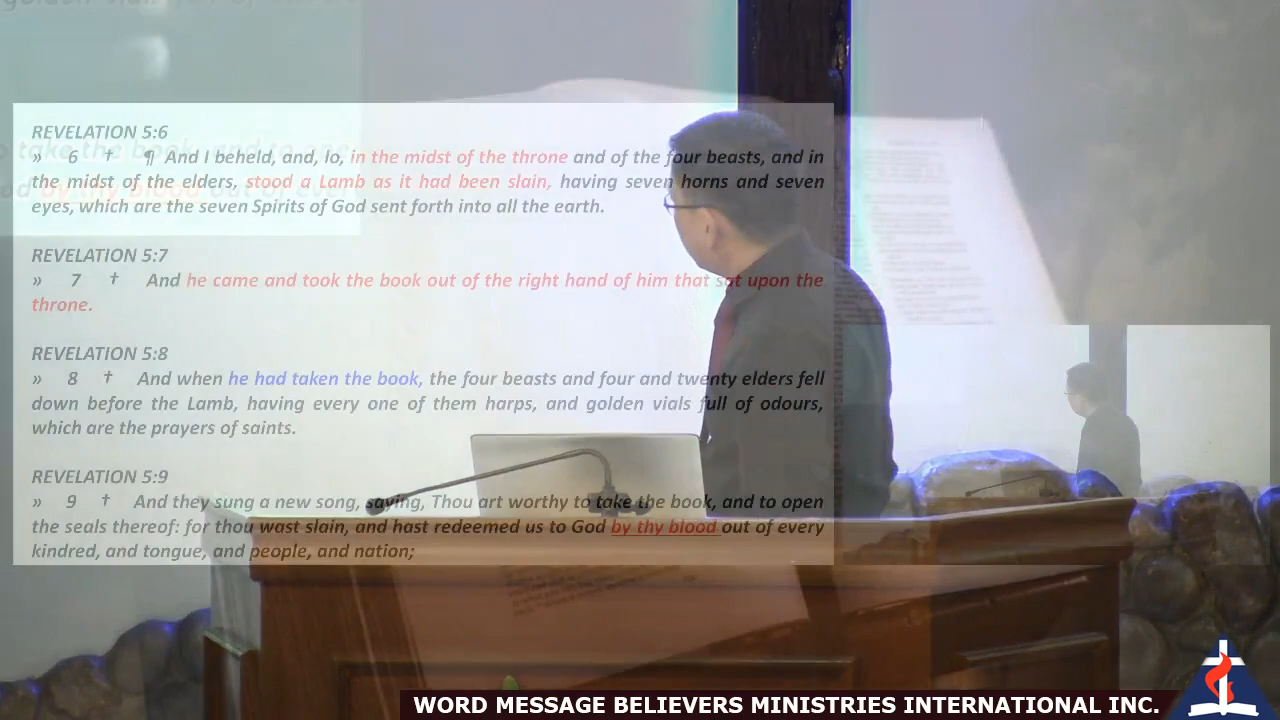 REVELATION 5:6
» 6 † ¶ And I beheld, and, lo, in the midst of the throne and of the four beasts, and in
the midst of the elders, stood a Lamb as it had been slain, having seven horns and seven
eyes, which are the seven Spirits of God sent forth into all the earth.
REVELATION 5:7
» 7 † And he came and took the book out of the right hand of him that sat upon the
throne.
REVELATION 5:8
» 8 † And when he had taken the book, the four beasts and four and twenty elders fell
down before the Lamb, having every one of them harps, and golden vials full of odours,
which are the prayers of saints.
REVELATION 5:9
» 9 † And they sung a new song, saying, Thou art worthy to take the book, and to open
the seals thereof: for thou wast slain, and hast redeemed us to God by thy blood out of every
kindred, and tongue, and people, and nation;
WORD MESSAGE BELIEVERS MINISTRIES INTERNATIONAL INC.